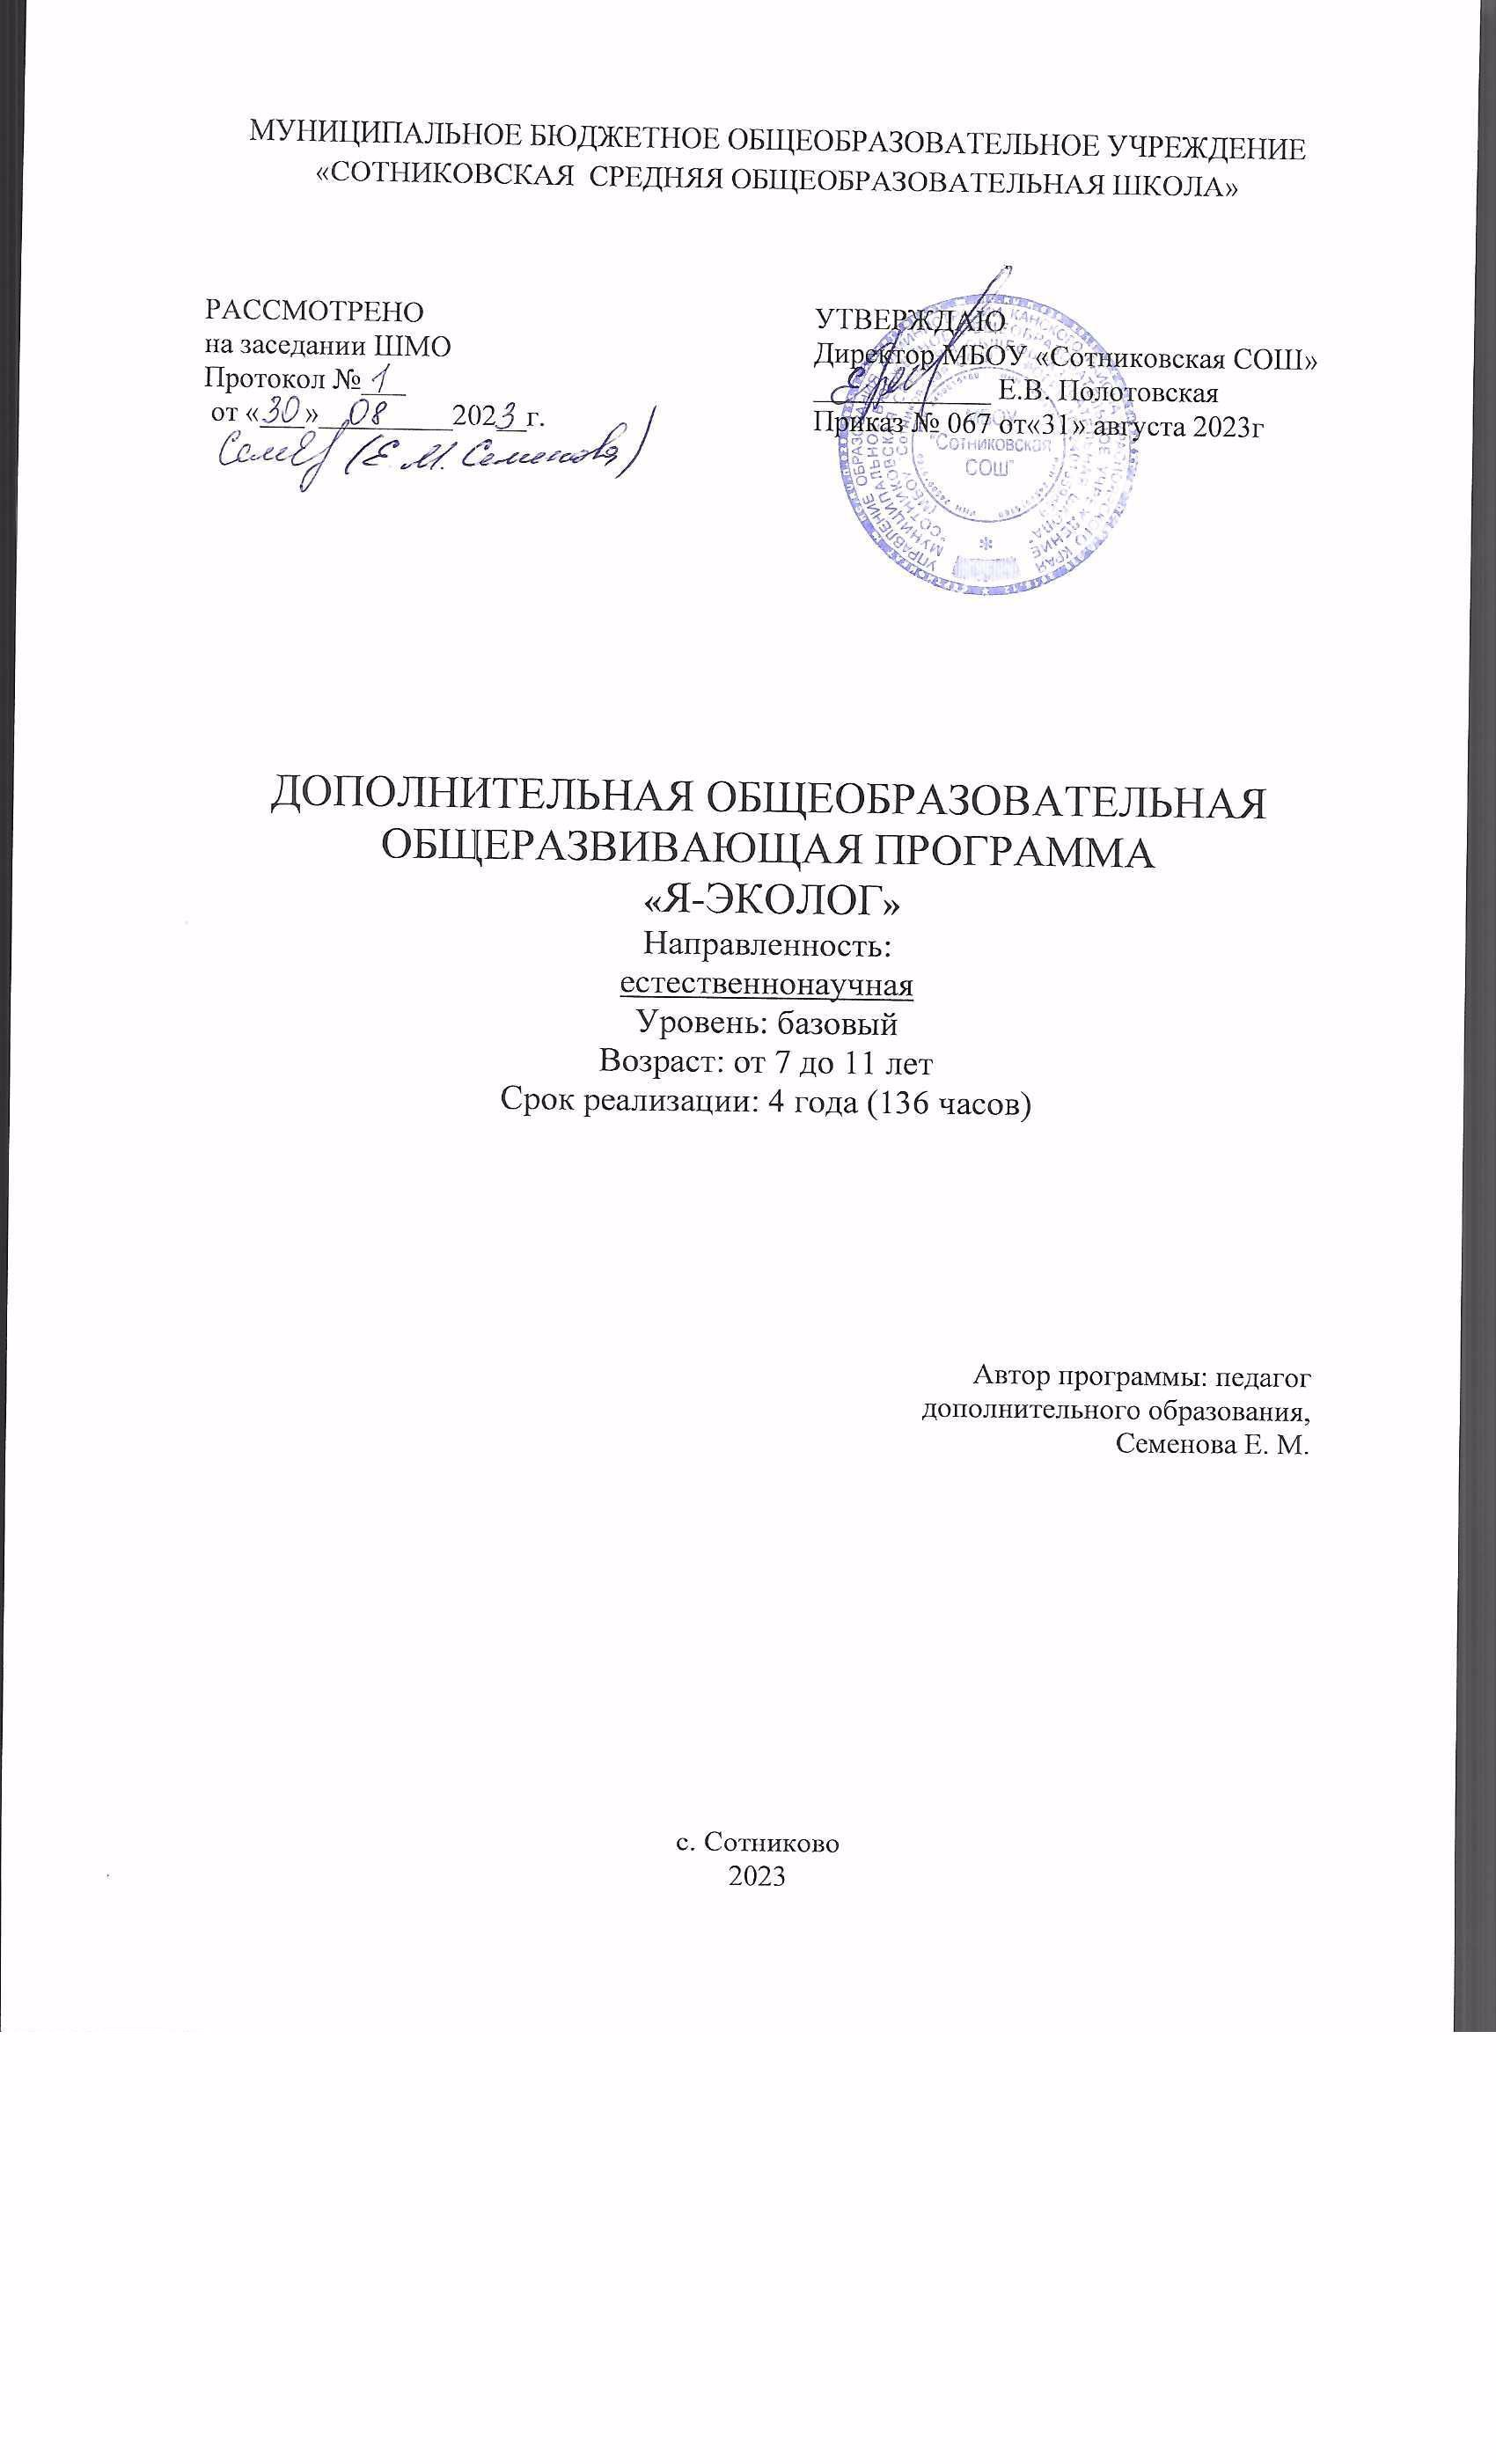 МУНИЦИПАЛЬНОЕ БЮДЖЕТНОЕ ОБЩЕОБРАЗОВАТЕЛЬНОЕ УЧРЕЖДЕНИЕ
«СОТНИКОВСКАЯ СРЕДНЯЯ ОБЩЕОБРАЗОВАТЕЛЬНАЯ ШКОЛА»
РАССМОТРЕНО
на заседании ШМО
Протокол № 1
от «30» 08 2023 г.
(Е. М. Семенова)
УТВЕРЖДАЮ
Директор МБОУ «Сотниковская СОШ»
Е.В. Полотовская
Приказ № 067 от«31» августа 2023г
МБОУ
"Сотниковская
СОШ"
ДОПОЛНИТЕЛЬНАЯ ОБЩЕОБРАЗОВАТЕЛЬНАЯ
ОБЩЕРАЗВИВАЮЩАЯ ПРОГРАММА
«Я-ЭКОЛОГ»
Направленность:
естественнонаучная
Уровень: базовый
Возраст: от 7 до 11 лет
Срок реализации: 4 года (136 часов)
Автор программы: педагог
дополнительного образования,
Семенова Е. М.
с. Сотниково
2023